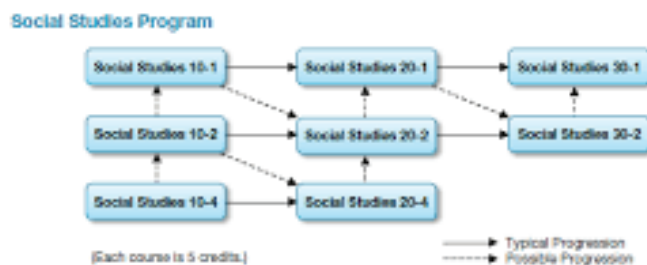 Social Studies Program
Social Studies 10-1
Social Studies 20-1
Social Studies 30-1
Social Studies 10-2
Social Studies 20-2
Social Studies 30-2
Social Studies 10-4
Social Studies 20-4
(Each course is 5 credits.)
Typical Progression
Possible Progression